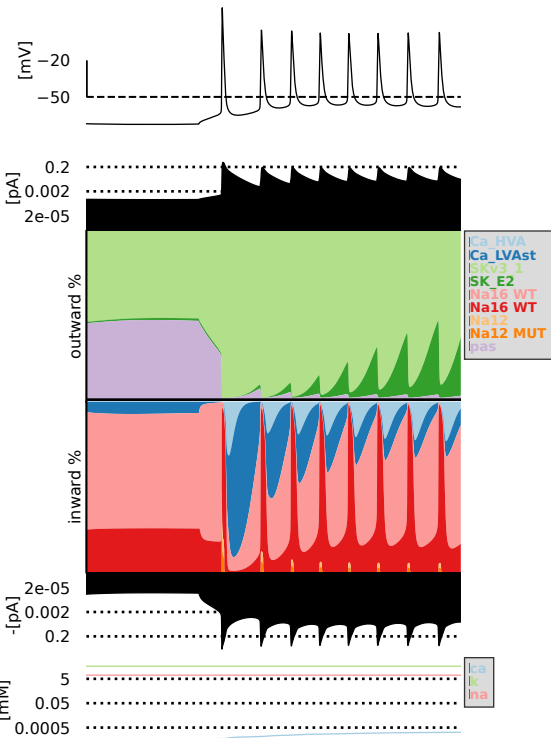 [mV]
−20
−50
[pA]
0.2
0.002
2e-05
outward %
Ca_HVA
Ca_LVAst
SKv3_1
SK_E2
Na16 WT
Na16 WT
Na12
Na12 MUT
pas
inward %
-[pA]
2e-05
0.002
0.2
[mM]
5
0.05
0.0005
ca
k
na